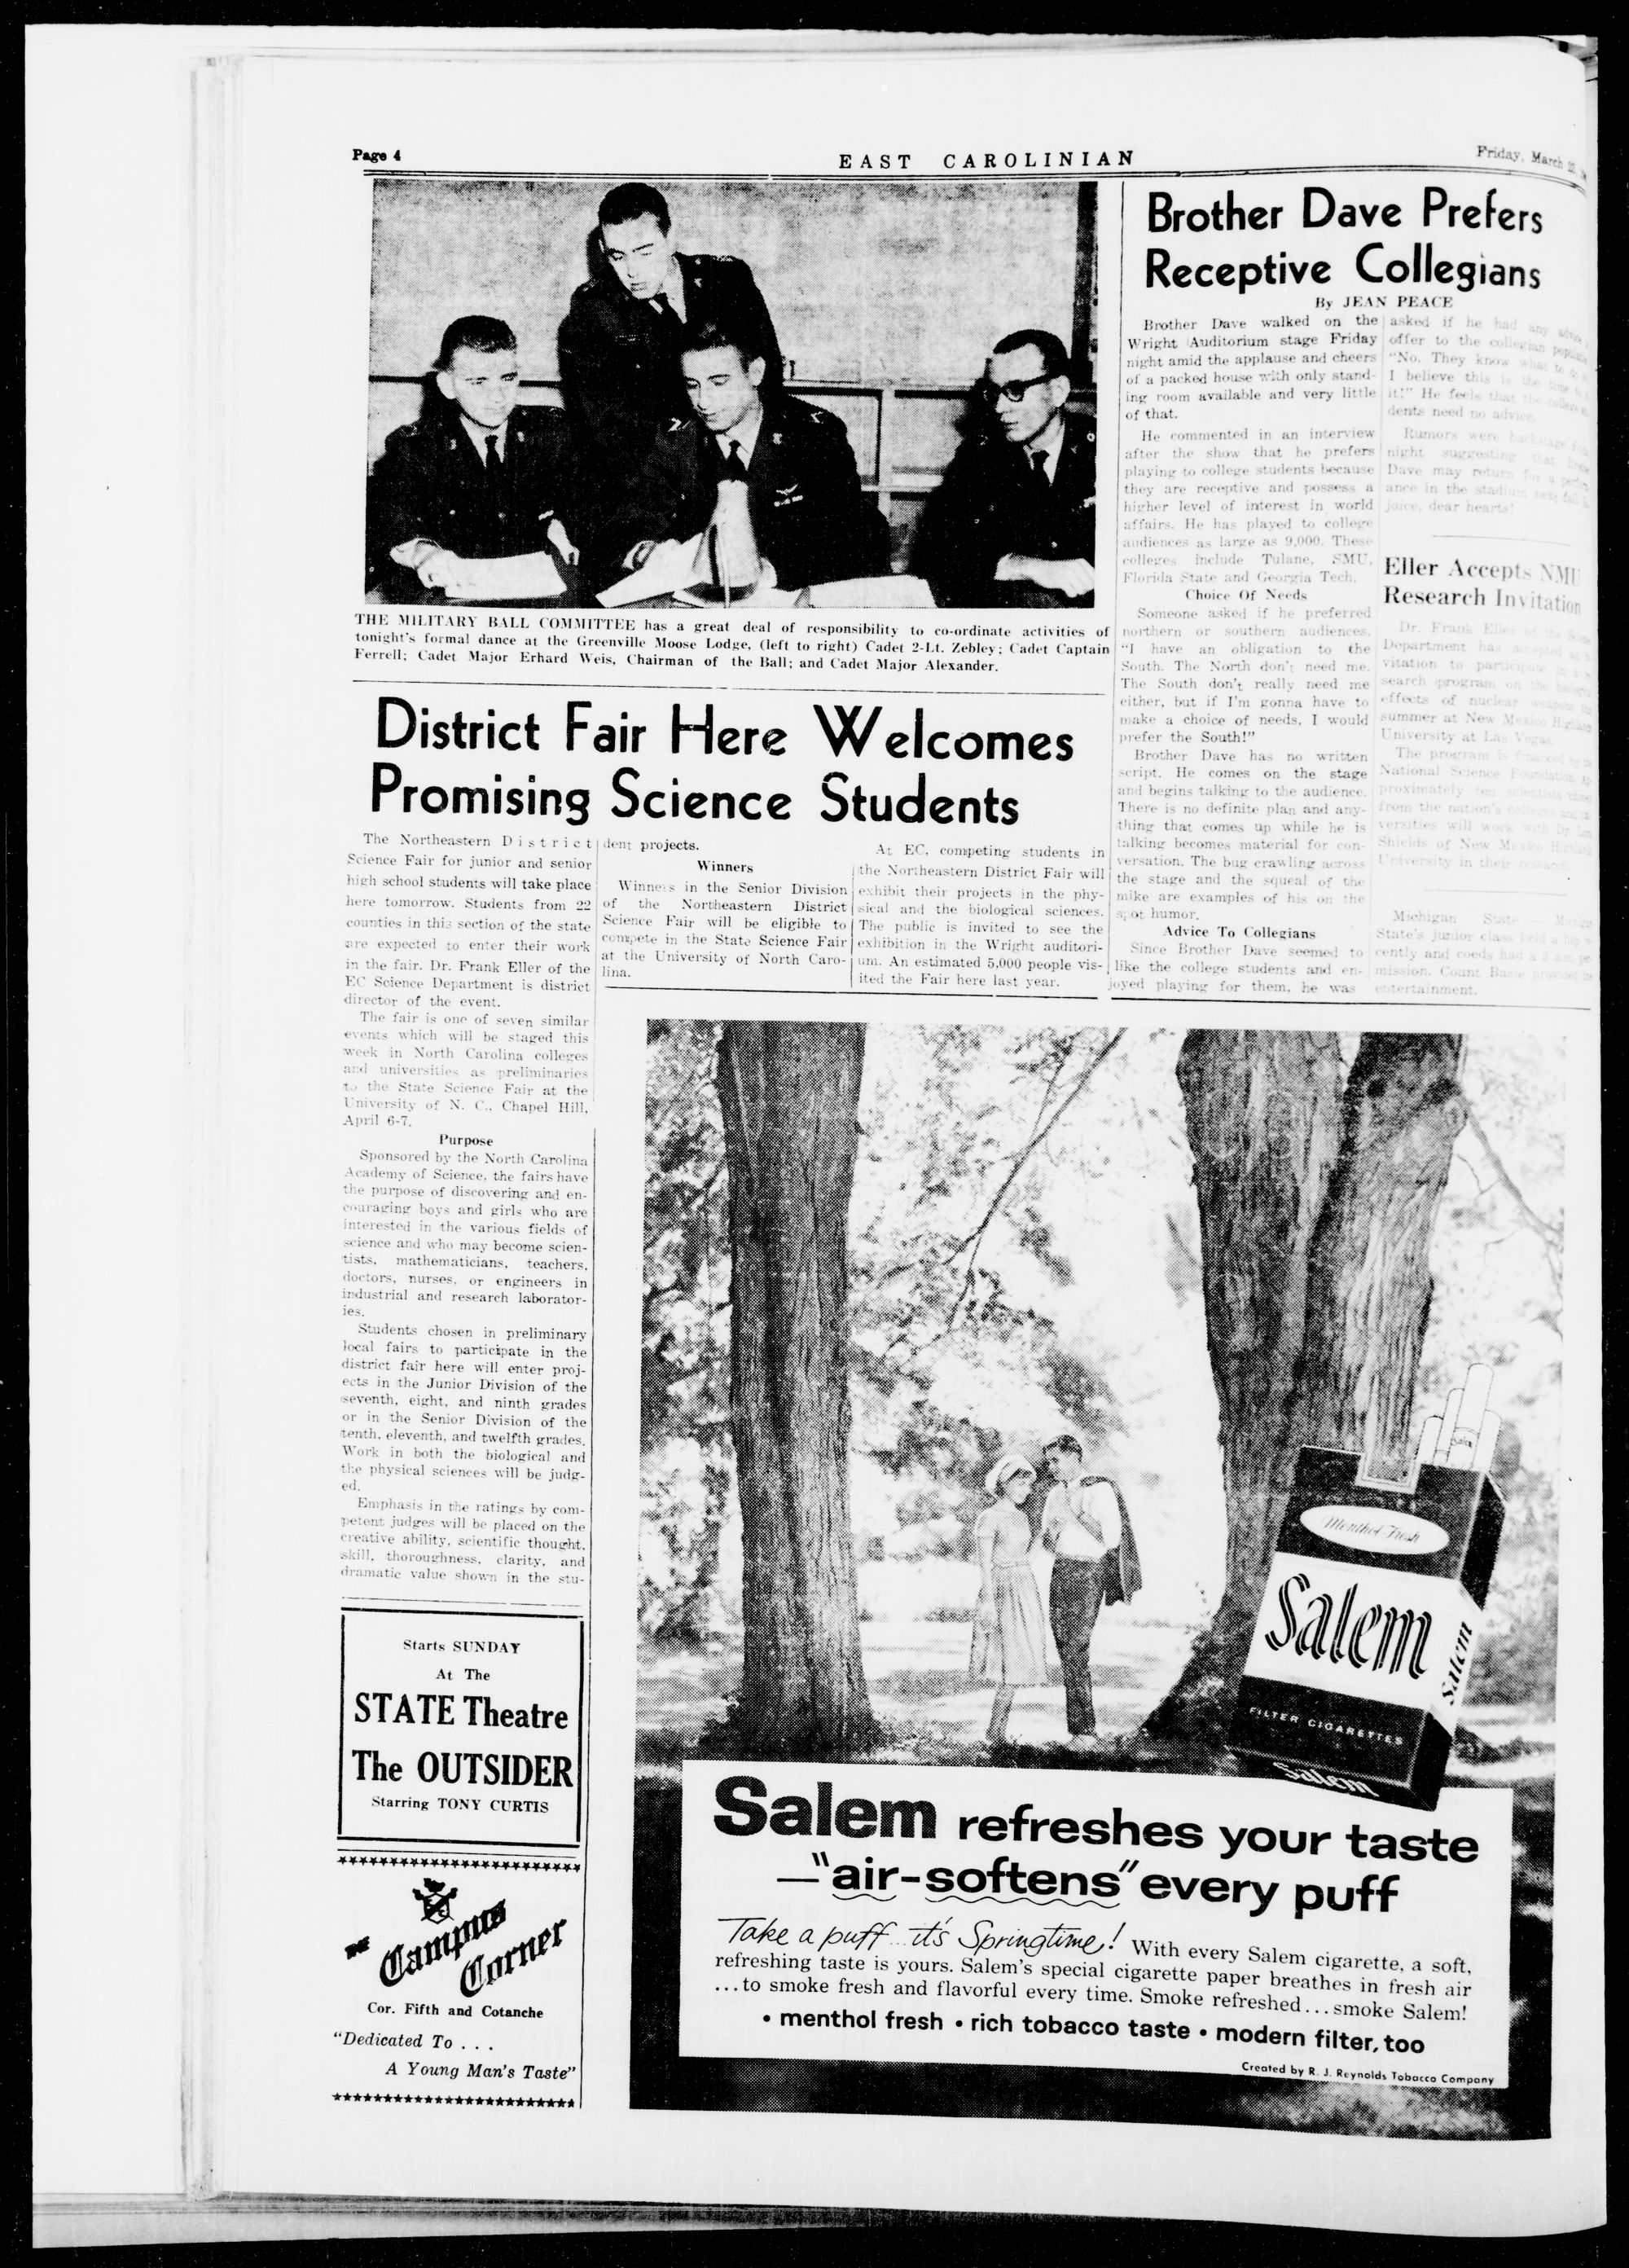 Page 4
EAST CAROLINIAN
Friday, March
THE MILITARY BALL COMMITTEE has a great deal of responsibility to co-ordinate activities of
tonight's formal dance at the Greenville Moose Lodge, (left to right) Cadet 2-Lt. Zebley; Cadet Captain
Ferrell; Cadet Major Erhard Weis, Chairman of the Ball; and Cadet Major Alexander.
District Fair Here Welcomes
Promising Science Students
The Northeastern District
Science Fair for junior and senior
high school students will take place
here tomorrow. Students from 22
counties in this section of the state
are expected to enter their work
in the fair. Dr. Frank Eller of the
EC Science Department is district
director of the event.
The fair is one of seven similar
events which will be staged this
week in North Carolina colleges
and universities as preliminaries
to the State Science Fair at the
University of N. C., Chapel Hill,
April 6-7.
Purpose
Sponsored by the North Carolina
Academy of Science, the fairs have
the purpose of discovering and en-
couraging boys and girls who are
interested in the various fields of
science and who may become scien-
tists, mathematicians, teachers,
doctors, nurses, or engineers in
industrial and research laborator-
ies.
Students chosen in preliminary
local fairs to participate in the
district fair here will enter proj-
ects in the Junior Division of the
seventh, eight, and ninth grades
or in the Senior Division of the
tenth, eleventh, and twelfth grades.
Work in both the biological and
the physical sciences will be judg-
ed.
Emphasis in the ratings by com-
petent judges will be placed on the
creative ability, scientific thought,
skill, thoroughness, clarity, and
dramatic value shown in the stu-
dent projects.
Winners
Winners in the Senior Division
of the Northeastern District
Science Fair will be eligible to
compete in the State Science Fair
at the University of North Caro-
lina.
At EC, competing students in
the Northeastern District Fair will
exhibit their projects in the phy-
sical and the biological sciences.
The public is invited to see the
exhibition in the Wright auditori-
um. An estimated 5,000 people vis-
ited the Fair here last year.
Brother Dave Prefers
Receptive Collegians
By JEAN PEACE
Brother Dave walked on the
Wright Auditorium stage Friday
night amid the applause and cheers
of a packed house with only stand-
ing room available and very little
of that.
He commented in an interview
after the show that he prefers
playing to college students because
they are receptive and possess a
higher level of interest in world
affairs. He has played to college
audiences as large as 9,000. These
colleges include Tulane, SMU,
Florida State and Georgia Tech.
Choice Of Needs
Someone asked if he preferred
northern or southern audiences.
"I have an obligation to the
South. The North don't need me.
The South don't really need me
either, but if I'm gonna have to
make a choice of needs, I would
prefer the South!"
Brother Dave has no written
script. He comes on the stage
and begins talking to the audience.
There is no definite plan and any-
thing that comes up while he is
talking becomes material for con-
versation. The bug crawling across
the stage and the squeal of the
mike are examples of his on the
spot humor.
Advice To Collegians
Since Brother Dave seemed to
like the college students and en-
joyed playing for them, he was
asked if he had any advice
offer to the collegian
"No. They know what to do
I believe this is the time
it!" He feels that the college
dents need no advice.
Rumors were backstage
night suggesting that
Dave may return for a
ance in the stadium next fall
joice, dear hearts!
Eller Accepts NMU
Research Invitation
Dr. Frank Eller of the
Department has accepted an
vitation to participate in a
search program on the
effects of nuclear weapons
summer at New Mexico Highland
University at Las Vegas.
The program is financed by the
National Science Foundation.
proximately ten scientists
from the nation's colleges and
versities will work with Dr.
Shields of New Mexico Highland
University in their research.
Michigan State
State's junior class held a
cently and coeds had a 3 a.m.
mission. Count Basie provided
entertainment.
Starts SUNDAY
At The
STATE Theatre
The OUTSIDER
Starring TONY CURTIS
THE
Campus
Corner
Cor. Fifth and Cotanche
"Dedicated To . . .
A Young Man's Taste"
Salem
Menthol Fresh
Salem
Salem
FILTER CIGARETTES
Salem
Salem refreshes your taste
—"air-softens" every puff
Take a puff...it's Springtime! With every Salem cigarette, a soft,
refreshing taste is yours. Salem's special cigarette paper breathes in fresh air
...to smoke fresh and flavorful every time. Smoke refreshed...smoke Salem!
• menthol fresh • rich tobacco taste • modern filter, too
Created by R. J. Reynolds Tobacco Company